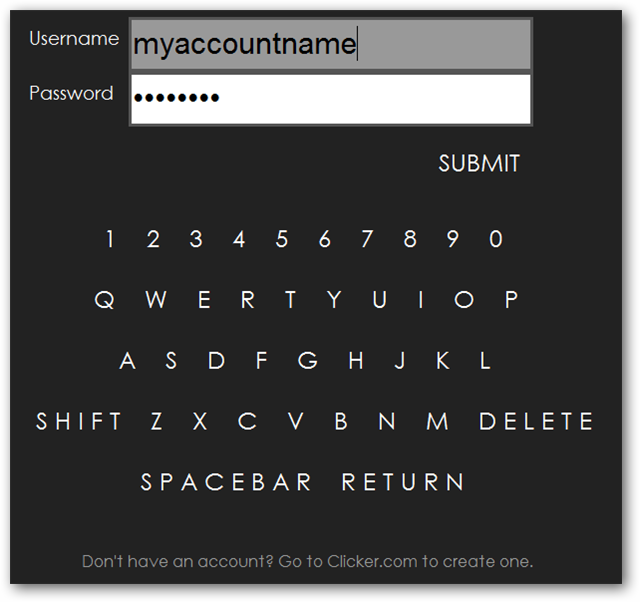 Username myaccountname
Password ••••••••
SUBMIT
1 2 3 4 5 6 7 8 9 0
Q W E R T Y U I O P
A S D F G H J K L
SHIFT Z X C V B N M DELETE
SPACEBAR RETURN
Don't have an account? Go to Clicker.com to create one.